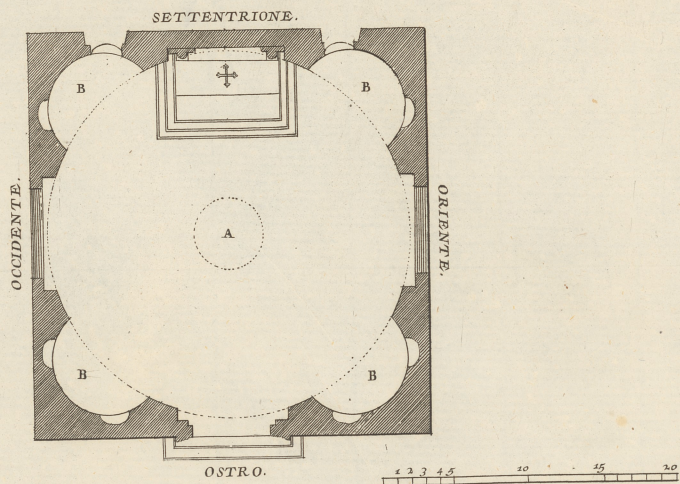 SETTENTRIONE.
B
B
OCCIDENTE.
A
ORIENTE.
B
B
OSTRO.
1 2 3 4 5 10 15 20